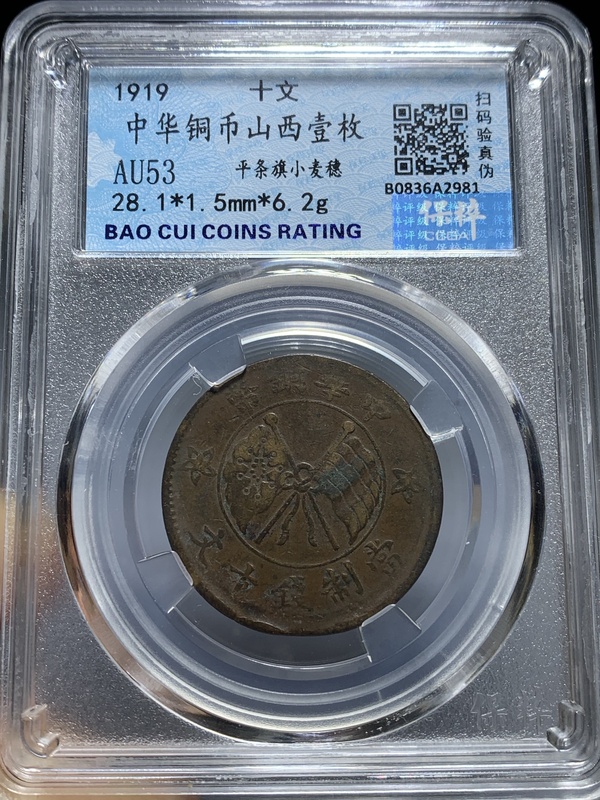 1919 十文
中华铜币山西壹枚
AU53 平条旗小麦穗
28.1*1.5mm*6.2g
BAO CUI COINS RATING
扫码验真伪
B0836A2981
保粹
中华铜币
当制钱十文